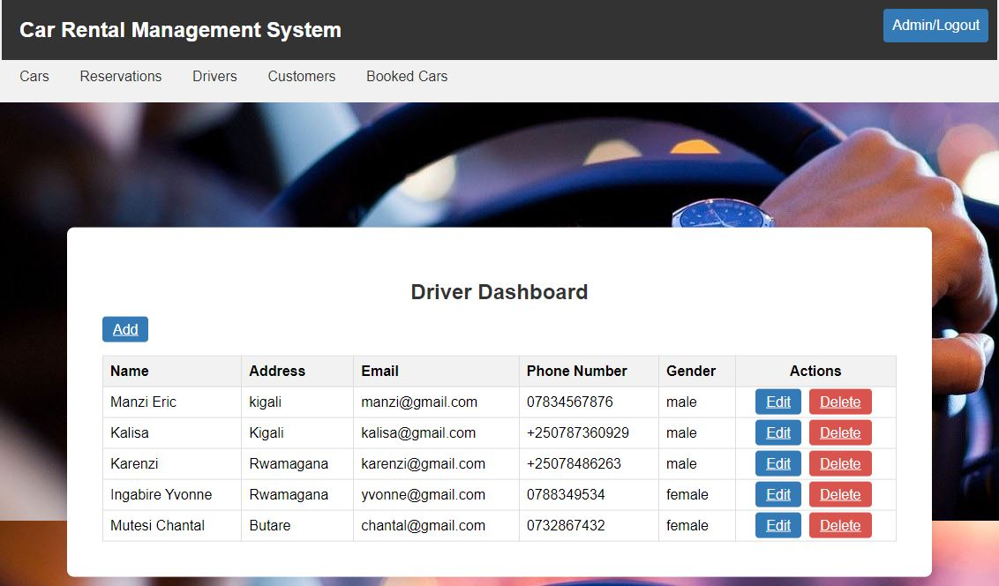 Car Rental Management System
Admin/Logout
Cars Reservations Drivers Customers Booked Cars
Driver Dashboard
Add
Name Address Email Phone Number Gender Actions
Manzi Eric kigali manzi@gmail.com 07834567876 male Edit Delete
Kalisa Kigali kalisa@gmail.com +250787360929 male Edit Delete
Karenzi Rwamagana karenzi@gmail.com +25078486263 male Edit Delete
Ingabire Yvonne Rwamagana yvonne@gmail.com 0788349534 female Edit Delete
Mutesi Chantal Butare chantal@gmail.com 0732867432 female Edit Delete